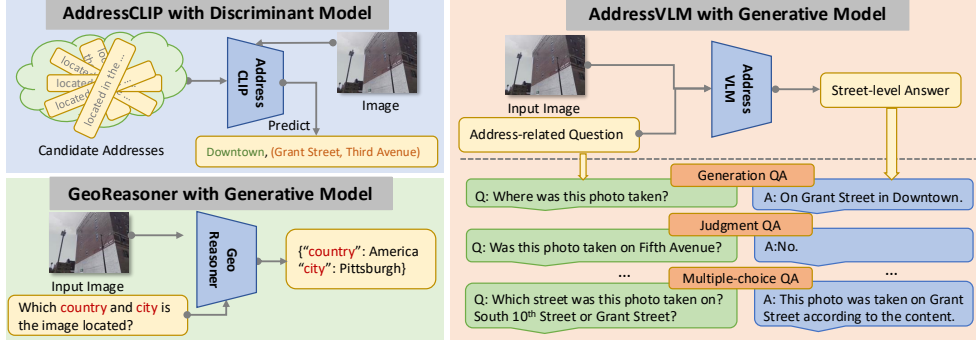 AddressCLIP with Discriminant Model
located in the ...
located in the ...
Address
CLIP
Image
Predict
Candidate Addresses
Downtown, (Grant Street, Third Avenue)
GeoReasoner with Generative Model
Input Image
Geo
Reasoner
{“country”: America
“city”: Pittsburgh}
Which country and city is
the image located?
AddressVLM with Generative Model
Input Image
Address-related Question
Address
VLM
Street-level Answer
Generation QA
Q: Where was this photo taken?
A: On Grant Street in Downtown.
Judgment QA
Q: Was this photo taken on Fifth Avenue?
A:No.
...
...
Multiple-choice QA
Q: Which street was this photo taken on?
South 10th Street or Grant Street?
A: This photo was taken on Grant
Street according to the content.